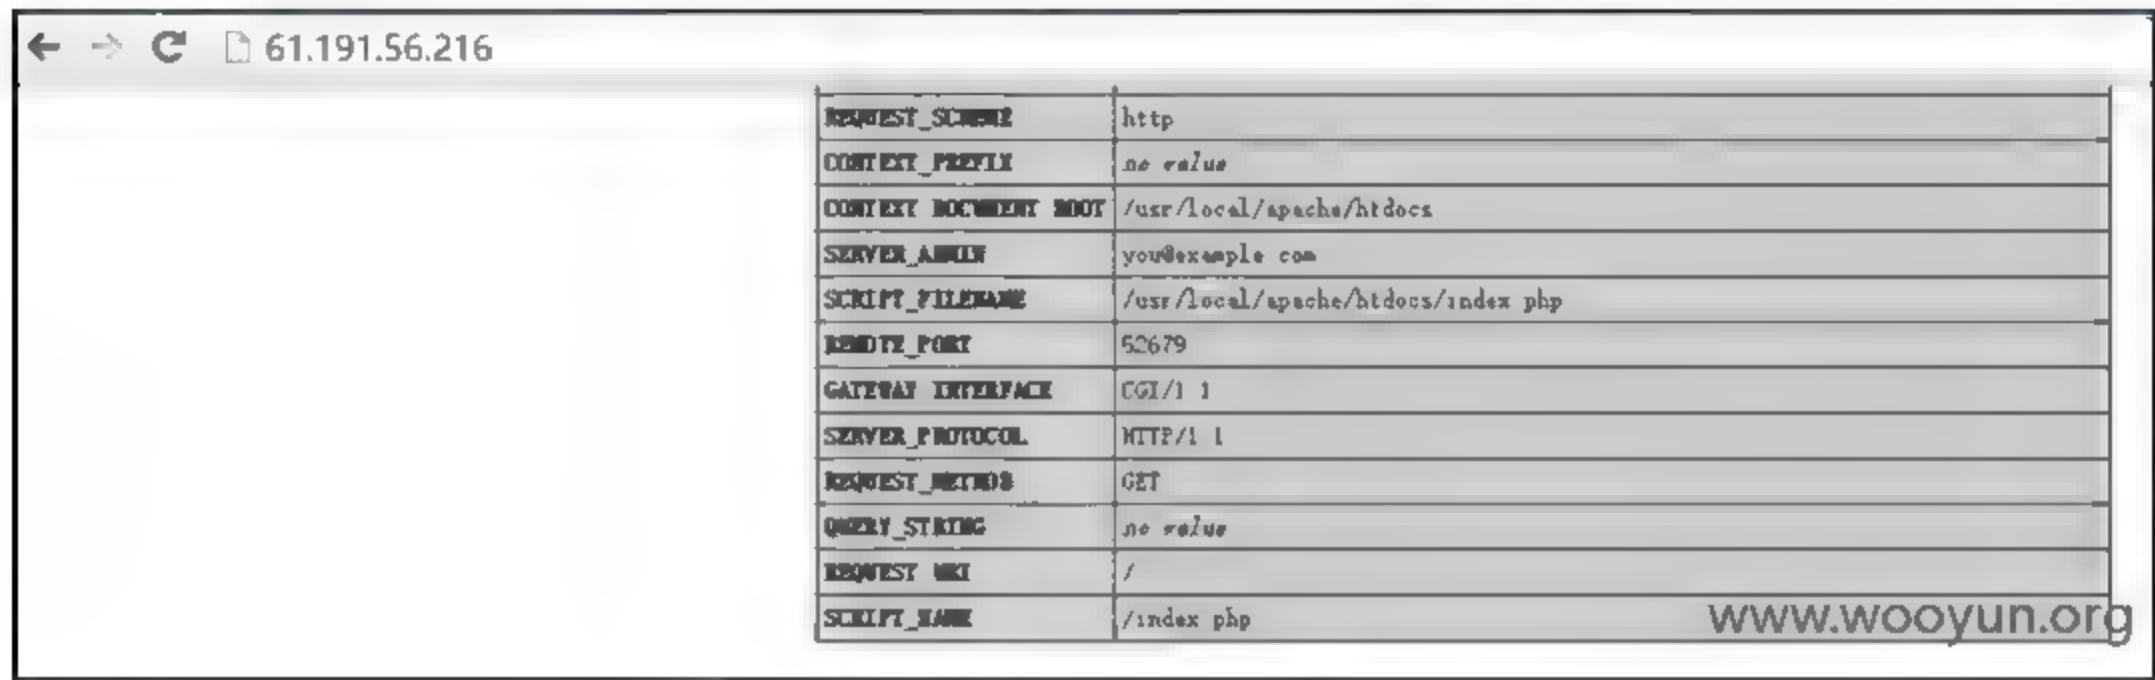 61.191.56.216
REQUEST_SCHEME http
CONTEXT_PREFIX no value
CONTEXT_DOCUMENT_ROOT /usr/local/apache/htdocs
SERVER_ADMIN you@example.com
SCRIPT_FILENAME /usr/local/apache/htdocs/index.php
REMOTE_PORT 52679
GATEWAY_INTERFACE CGI/1.1
SERVER_PROTOCOL HTTP/1.1
REQUEST_METHOD GET
QUERY_STRING no value
REQUEST_URI /
SCRIPT_NAME /index.php
www.wooyun.org